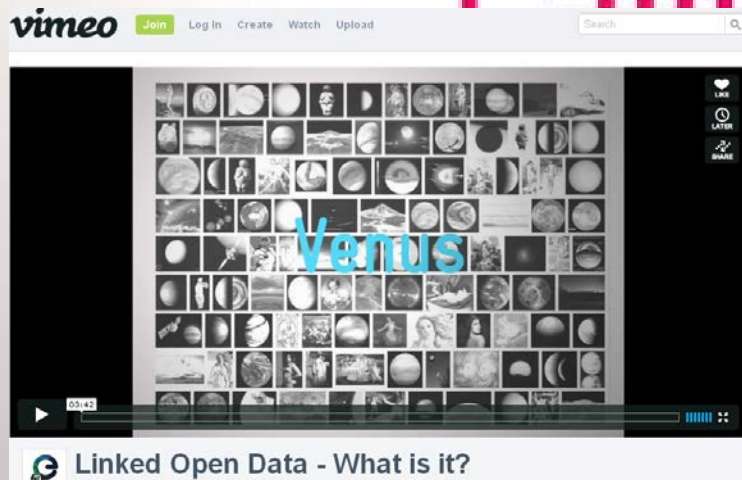 vimeo Join Log In Create Watch Upload Search
LIKE
LATER
SHARE
Venus
03:42
Linked Open Data - What is it?